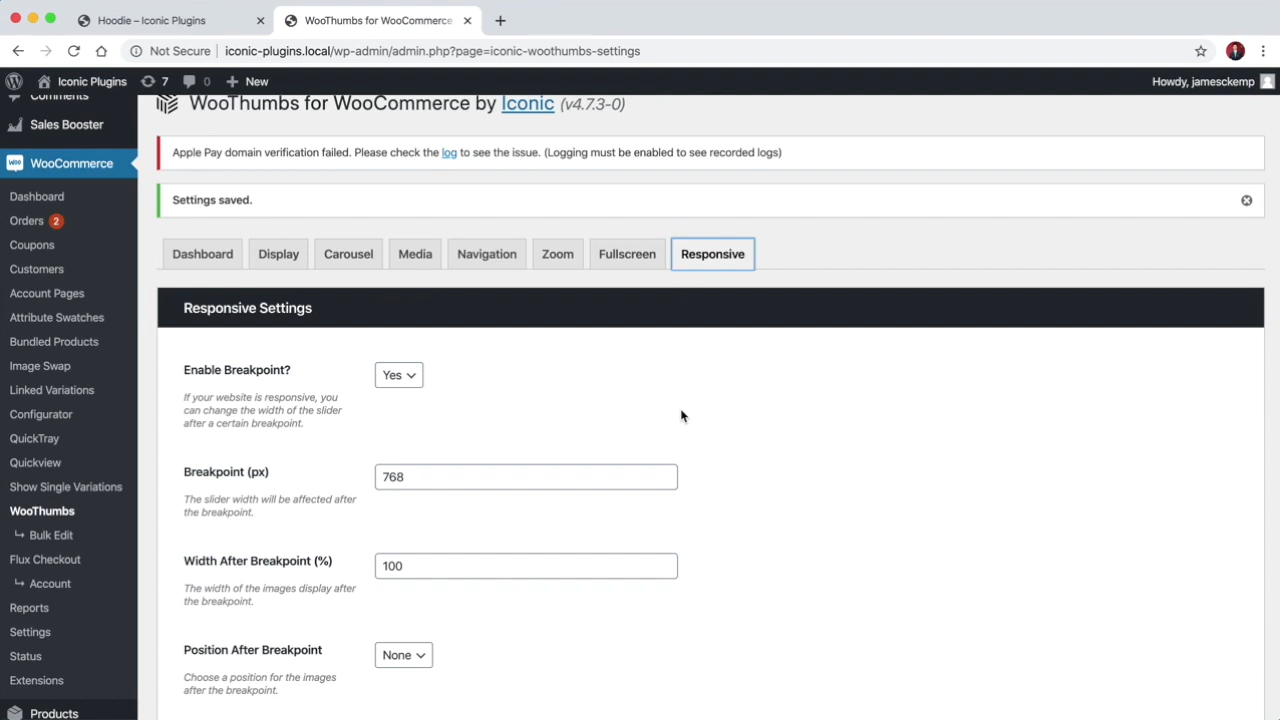 Hoodie – Iconic Plugins
WooThumbs for WooCommerce
Not Secure
iconic-plugins.local/wp-admin/admin.php?page=iconic-woothumbs-settings
Iconic Plugins
7
0
New
Howdy, jamesckemp
Comments
Sales Booster
WooCommerce
Dashboard
Orders 2
Coupons
Customers
Account Pages
Attribute Swatches
Bundled Products
Image Swap
Linked Variations
Configurator
QuickTray
Quickview
Show Single Variations
WooThumbs
Bulk Edit
Flux Checkout
Account
Reports
Settings
Status
Extensions
Products
WooThumbs for WooCommerce by Iconic (v4.7.3-0)
Apple Pay domain verification failed. Please check the log to see the issue. (Logging must be enabled to see recorded logs)
Settings saved.
Dashboard Display Carousel Media Navigation Zoom Fullscreen Responsive
Responsive Settings
Enable Breakpoint?
Yes
If your website is responsive, you
can change the width of the slider
after a certain breakpoint.
Breakpoint (px)
768
The slider width will be affected after
the breakpoint.
Width After Breakpoint (%)
100
The width of the images display after
the breakpoint.
Position After Breakpoint
None
Choose a position for the images
after the breakpoint.